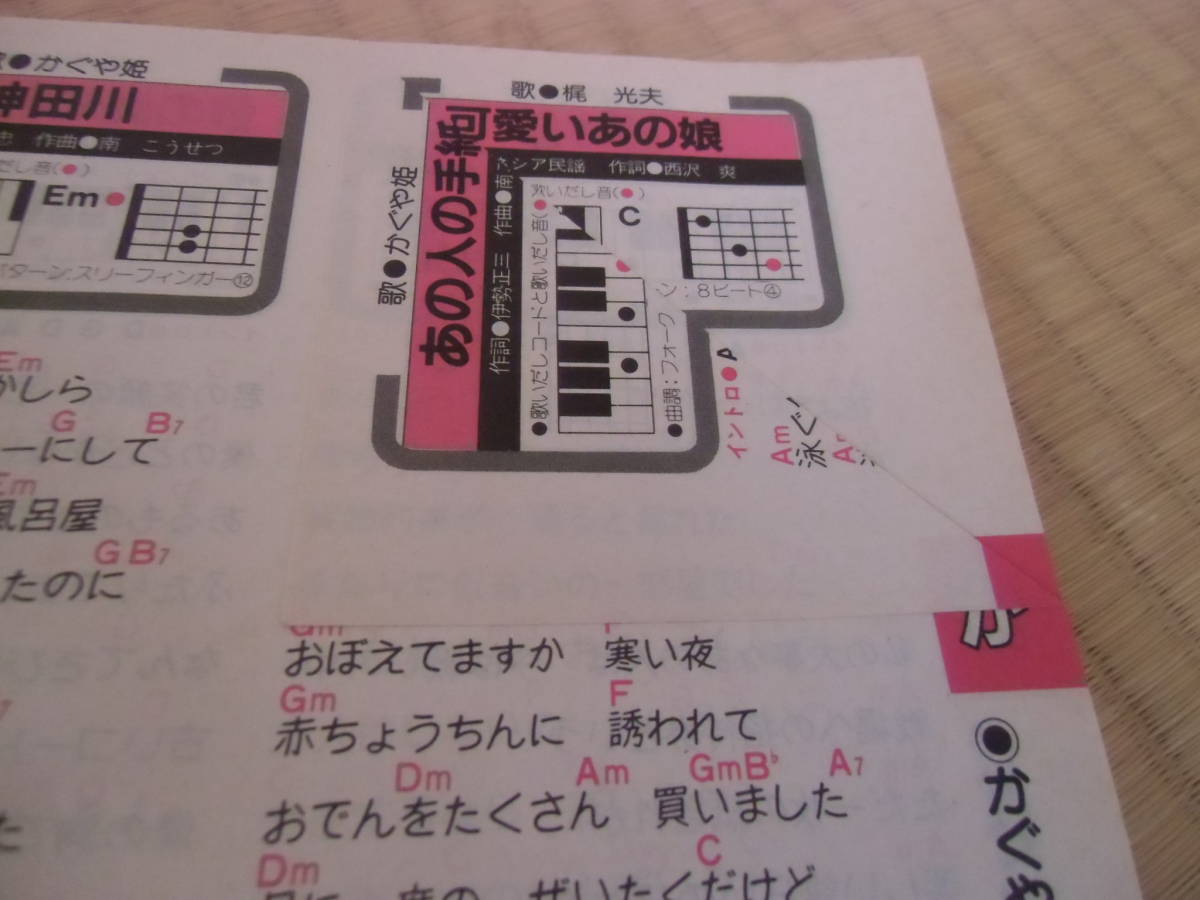 ●かぐや姫
神田川
作曲●南 こうせつ
Em
ターン:スリーフィンガー⑫
Em
かしら
G B7
ーにして
Em
風呂屋
G B7
たのに
歌●梶 光夫
可愛いあの娘
シア民謡 作詞●西沢 爽
歌いだし音(●)
C
:8ビート④
歌●かぐや姫
あの人の手紙
作詞●伊勢正三 作曲●南
●歌いだしコードと歌いだし音(●
●曲調:フォーク
イントロ●A
Am
泳ぐ
か
おぼえてますか 寒い夜
Gm F
赤ちょうちんに 誘われて
Dm Am GmB♭ A7
おでんをたくさん 買いました
Dm C
ぜいたくだけど
◉かぐや